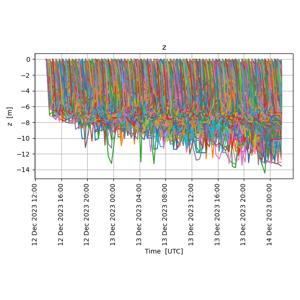 z
z [m]
0
−2
−4
−6
−8
−10
−12
−14
12 Dec 2023 12:00
12 Dec 2023 16:00
12 Dec 2023 20:00
13 Dec 2023 00:00
13 Dec 2023 04:00
13 Dec 2023 08:00
13 Dec 2023 12:00
13 Dec 2023 16:00
13 Dec 2023 20:00
14 Dec 2023 00:00
Time [UTC]